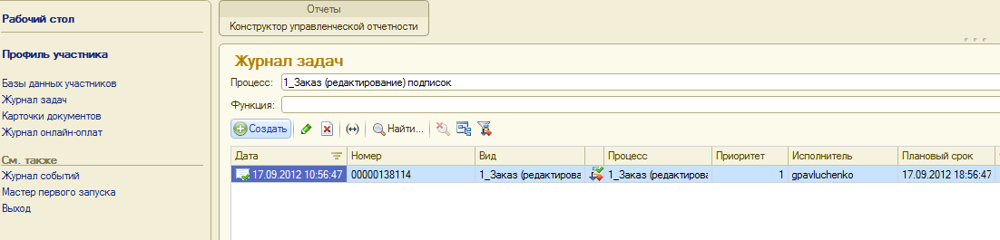 Рабочий стол
Профиль участника
Базы данных участников
Журнал задач
Карточки документов
Журнал онлайн-оплат
См. также
Журнал событий
Мастер первого запуска
Выход
Отчеты
Конструктор управленческой отчетности
Журнал задач
Процесс: 1_Заказ (редактирование) подписок
Функция:
Создать Найти...
Дата Номер Вид Процесс Приоритет Исполнитель Плановый срок
17.09.2012 10:56:47 00000138114 1_Заказ (редактирова 1_Заказ (редактирова 1 gpavluchenko 17.09.2012 18:56:47